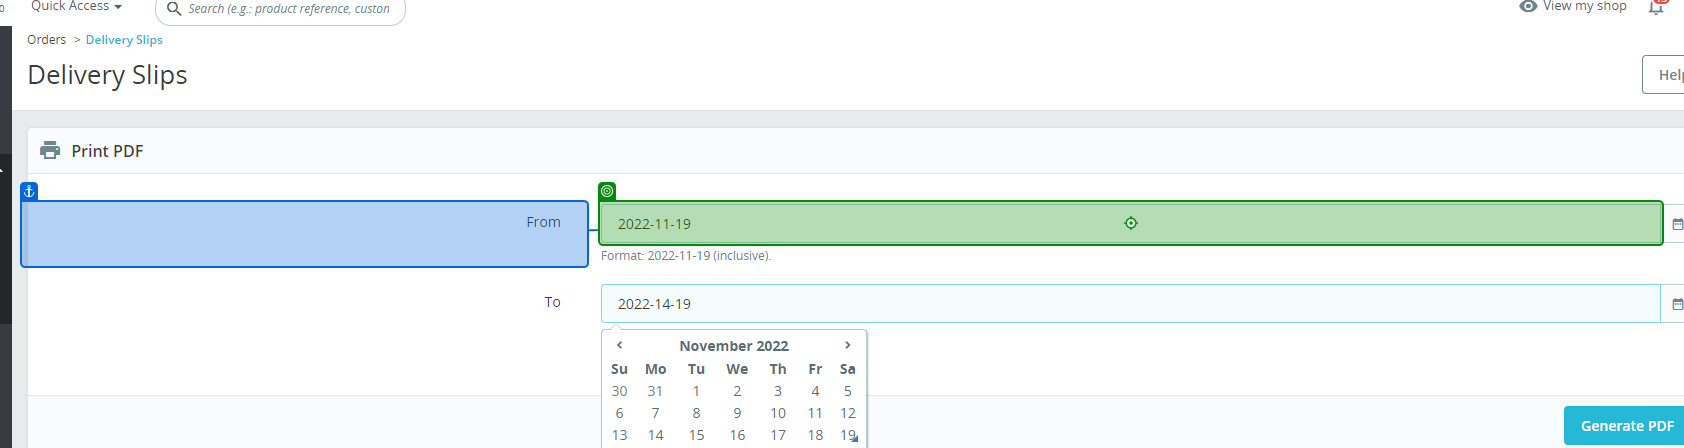 Quick Access
Search (e.g.: product reference, custon
View my shop
Orders > Delivery Slips
Delivery Slips
Help
Print PDF
From
2022-11-19
Format: 2022-11-19 (inclusive).
To
2022-14-19
November 2022
Su Mo Tu We Th Fr Sa
30 31 1 2 3 4 5
6 7 8 9 10 11 12
13 14 15 16 17 18 19
Generate PDF